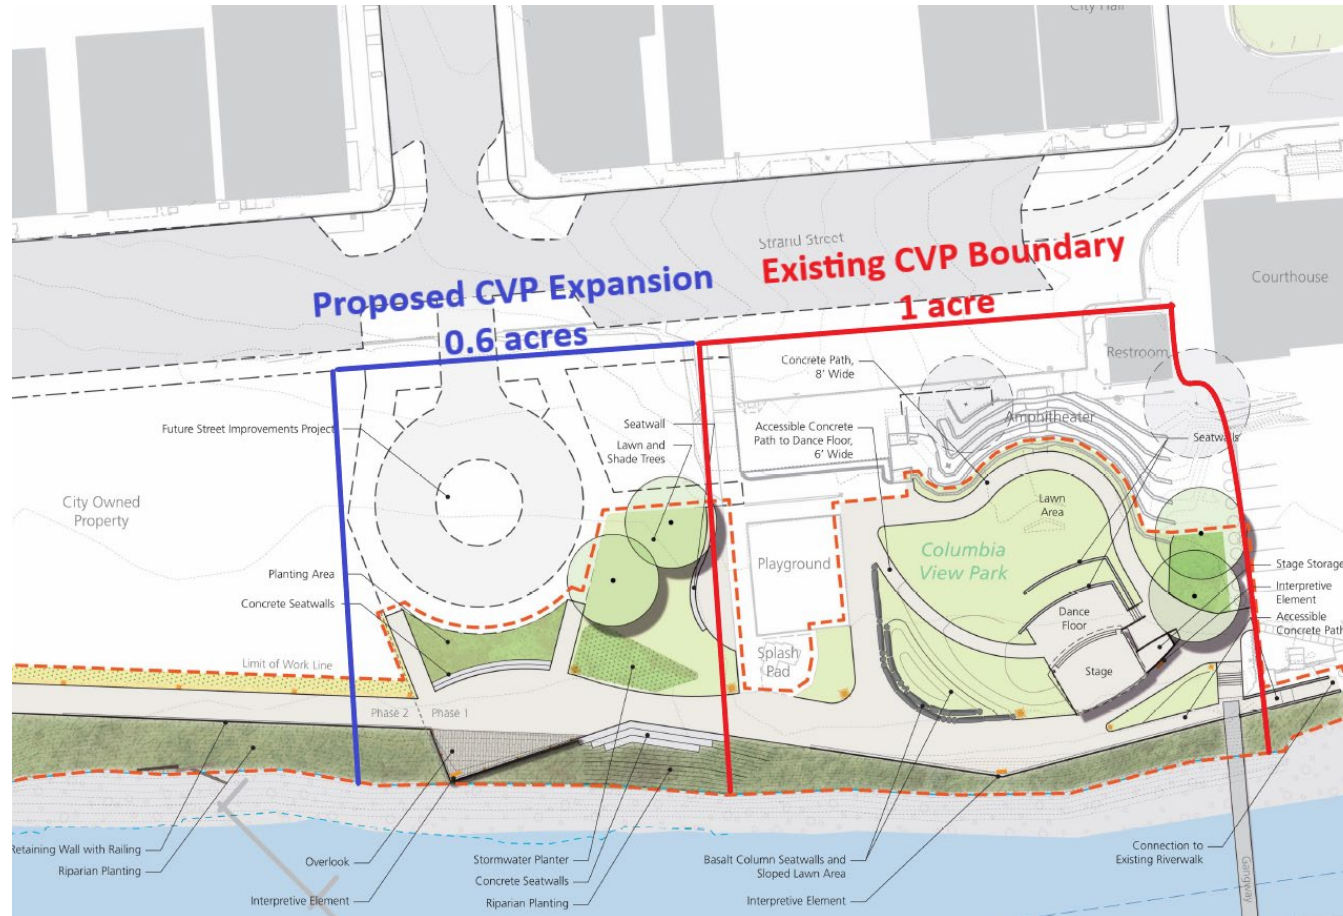 City Hall
Strand Street
Existing CVP Boundary
1 acre
Proposed CVP Expansion
0.6 acres
Courthouse
Restroom
Concrete Path,
8' Wide
Amphitheater
Seatwall
Accessible Concrete
Path to Dance Floor,
6' Wide
Seatwalls
Future Street Improvements Project
Lawn and
Shade Trees
City Owned
Property
Lawn
Area
Columbia
View Park
Playground
Stage Storage
Planting Area
Interpretive
Element
Concrete Seatwalls
Dance
Floor
Accessible
Concrete Path
Splash
Pad
Limit of Work Line
Stage
Phase 2
Phase 1
Retaining Wall with Railing
Riparian Planting
Overlook
Interpretive Element
Stormwater Planter
Concrete Seatwalls
Riparian Planting
Basalt Column Seatwalls and
Sloped Lawn Area
Interpretive Element
Connection to
Existing Riverwalk
Gangway